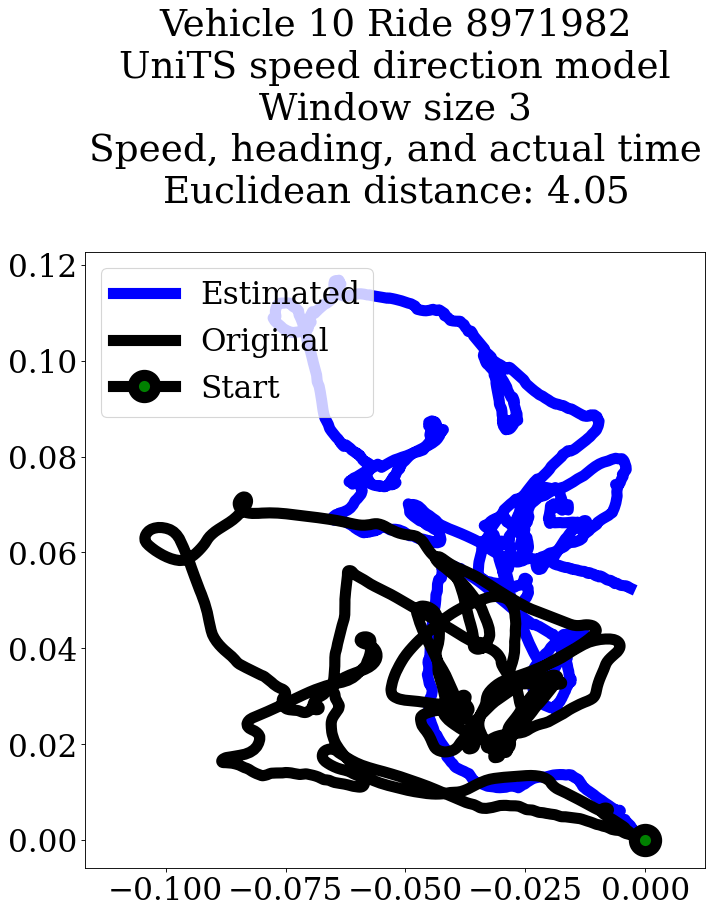 Vehicle 10 Ride 8971982
UniTS speed direction model
Window size 3
Speed, heading, and actual time
Euclidean distance: 4.05
0.12
0.10
0.08
0.06
0.04
0.02
0.00
Estimated
Original
Start
−0.100 −0.075 −0.050 −0.025 0.000